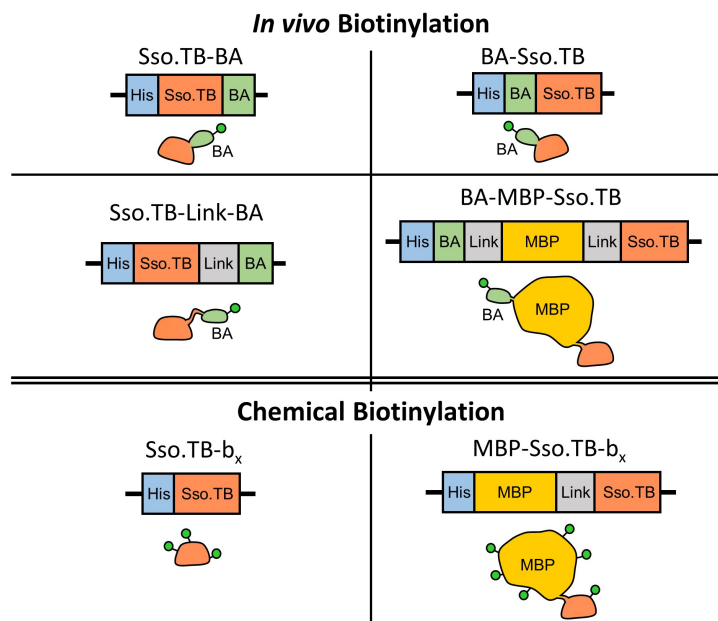 In vivo Biotinylation
Sso.TB-BA
His Sso.TB BA
BA
BA-Sso.TB
His BA Sso.TB
BA
Sso.TB-Link-BA
His Sso.TB Link BA
BA
BA-MBP-Sso.TB
His BA Link MBP Link Sso.TB
MBP
BA
Chemical Biotinylation
Sso.TB-bx
His Sso.TB
MBP-Sso.TB-bx
His MBP Link Sso.TB
MBP